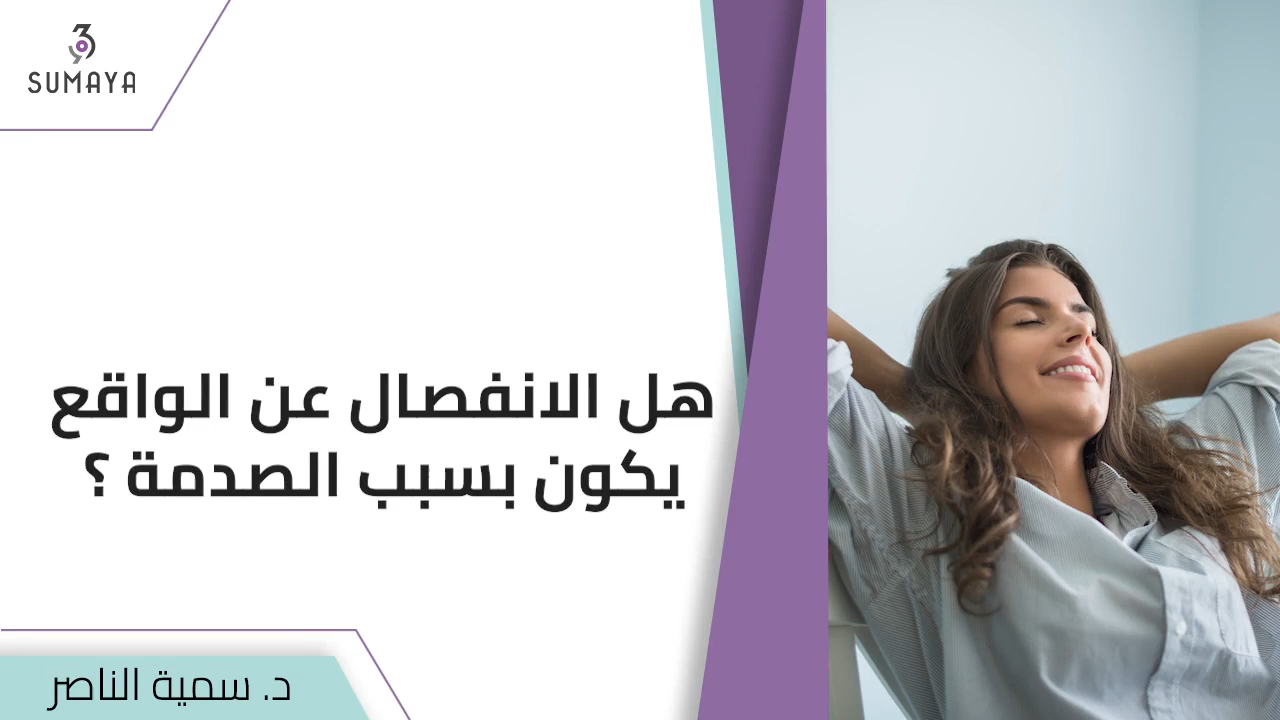 SUMAYA
هل الانفصال عن الواقع
يكون بسبب الصدمة ؟
د. سمية الناصر